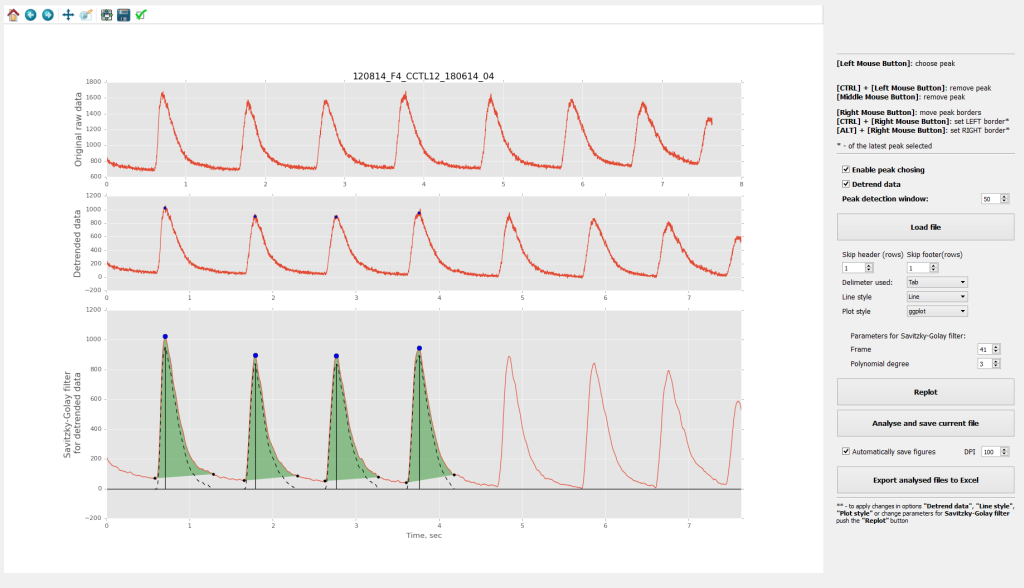 120814_F4_CCTL12_180614_04
Original raw data
1800
1600
1400
1200
1000
800
600
0 1 2 3 4 5 6 7 8
Detrended data
1200
1000
800
600
400
200
0
−200
0 1 2 3 4 5 6 7
Savitzky-Golay filter
for detrended data
1200
1000
800
600
400
200
0
−200
0 1 2 3 4 5 6 7
Time, sec
[Left Mouse Button]: choose peak
[CTRL] + [Left Mouse Button]: remove peak
[Middle Mouse Button]: remove peak
[Right Mouse Button]: move peak borders
[CTRL] + [Right Mouse Button]: set LEFT border*
[ALT] + [Right Mouse Button]: set RIGHT border*
* - of the latest peak selected
Enable peak chosing
Detrend data
Peak detection window: 50
Load file
Skip header (rows) Skip footer(rows)
1 1
Delimeter used: Tab
Line style Line
Plot style ggplot
Parameters for Savitzky-Golay filter:
Frame 41
Polynomial degree 3
Replot
Analyse and save current file
Automatically save figures DPI 100
Export analysed files to Excel
** - to apply changes in options "Detrend data", "Line style",
"Plot style" or change parameters for Savitzky-Golay filter
push the "Replot" button